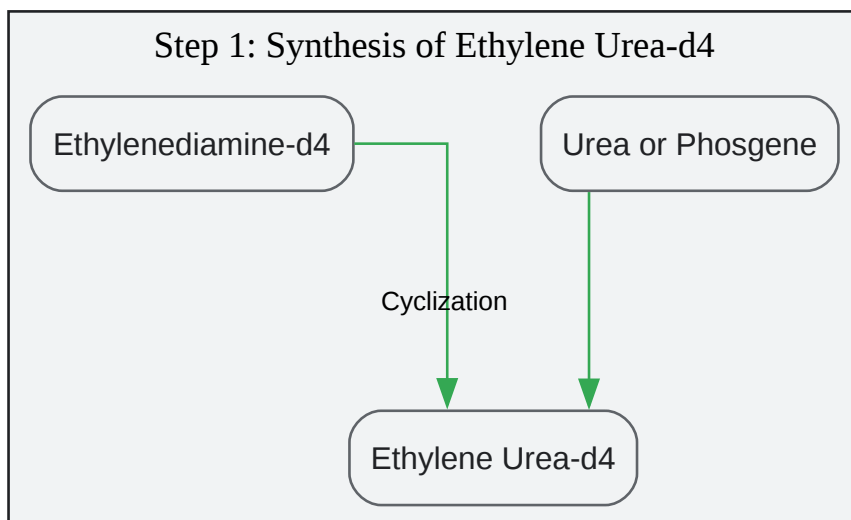 Step 1: Synthesis of Ethylene Urea-d4
Ethylenediamine-d4
Urea or Phosgene
Cyclization
Ethylene Urea-d4